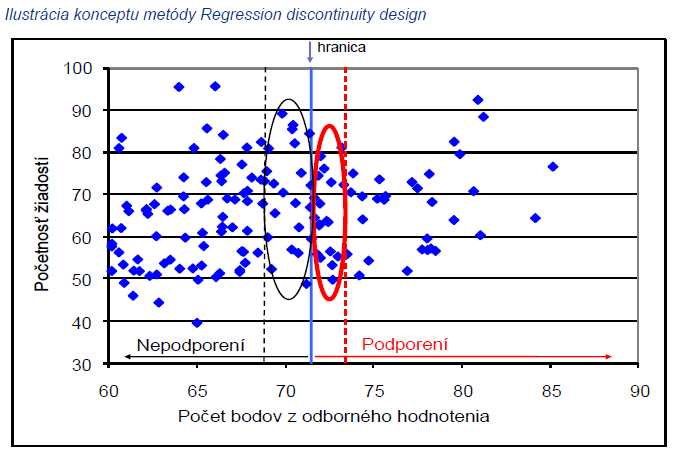 Ilustrácia konceptu metódy Regression discontinuity design
hranica
100
90
80
70
60
50
40
30
Početnosť žiadostí
Nepodporení
Podporení
60 65 70 75 80 85 90
Počet bodov z odborného hodnotenia